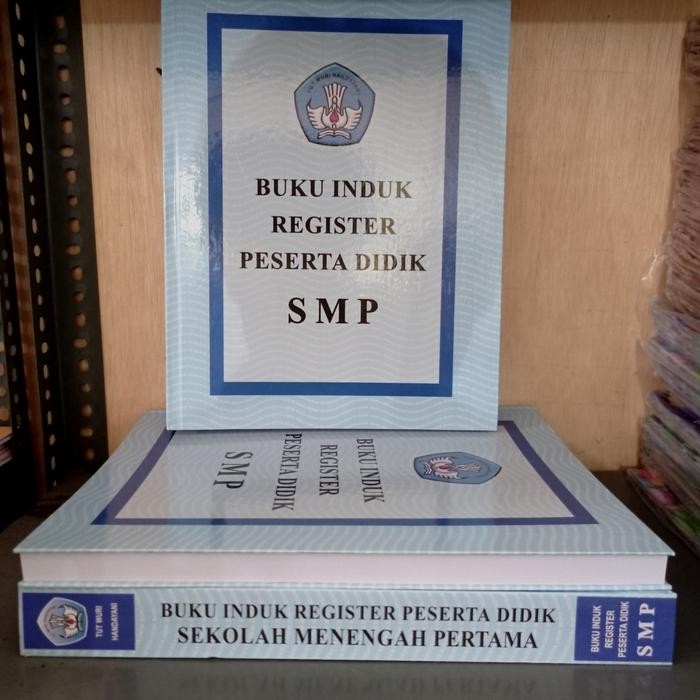 TUT WURI HANDAYANI
BUKU INDUK
REGISTER
PESERTA DIDIK
SMP
BUKU INDUK
REGISTER
PESERTA DIDIK
SMP
TUT WURI
HANDAYANI
BUKU INDUK REGISTER PESERTA DIDIK
SEKOLAH MENENGAH PERTAMA
BUKU INDUK
REGISTER
PESERTA DIDIK
SMP